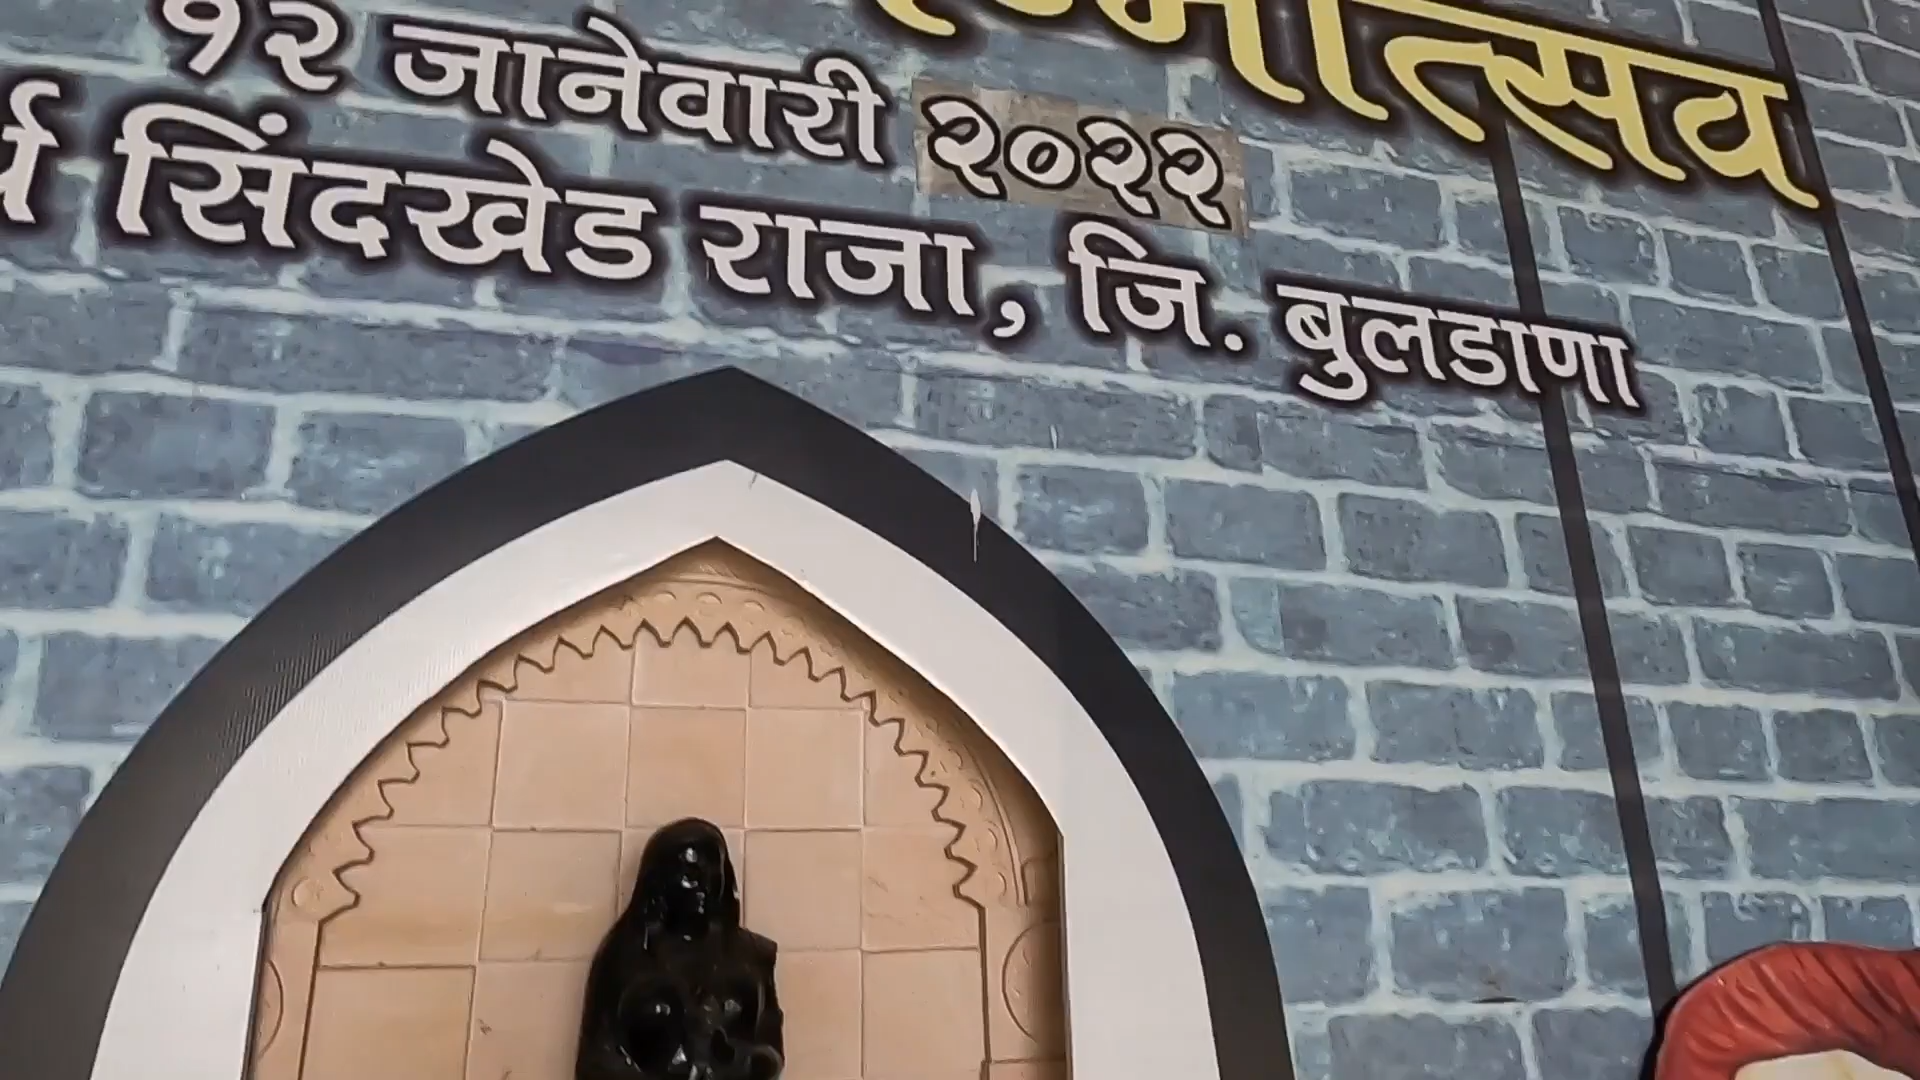 १२ जानेवारी २०२२
सिंदखेड राजा, जि. बुलडाणा